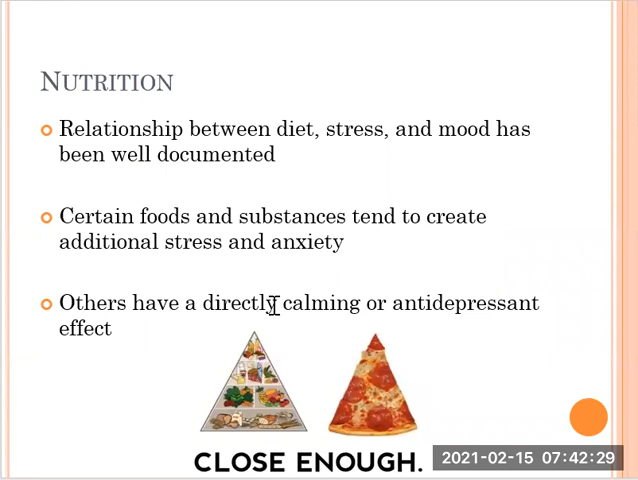 NUTRITION
Relationship between diet, stress, and mood has
been well documented
Certain foods and substances tend to create
additional stress and anxiety
Others have a directly calming or antidepressant
effect
CLOSE ENOUGH.
2021-02-15 07:42:29